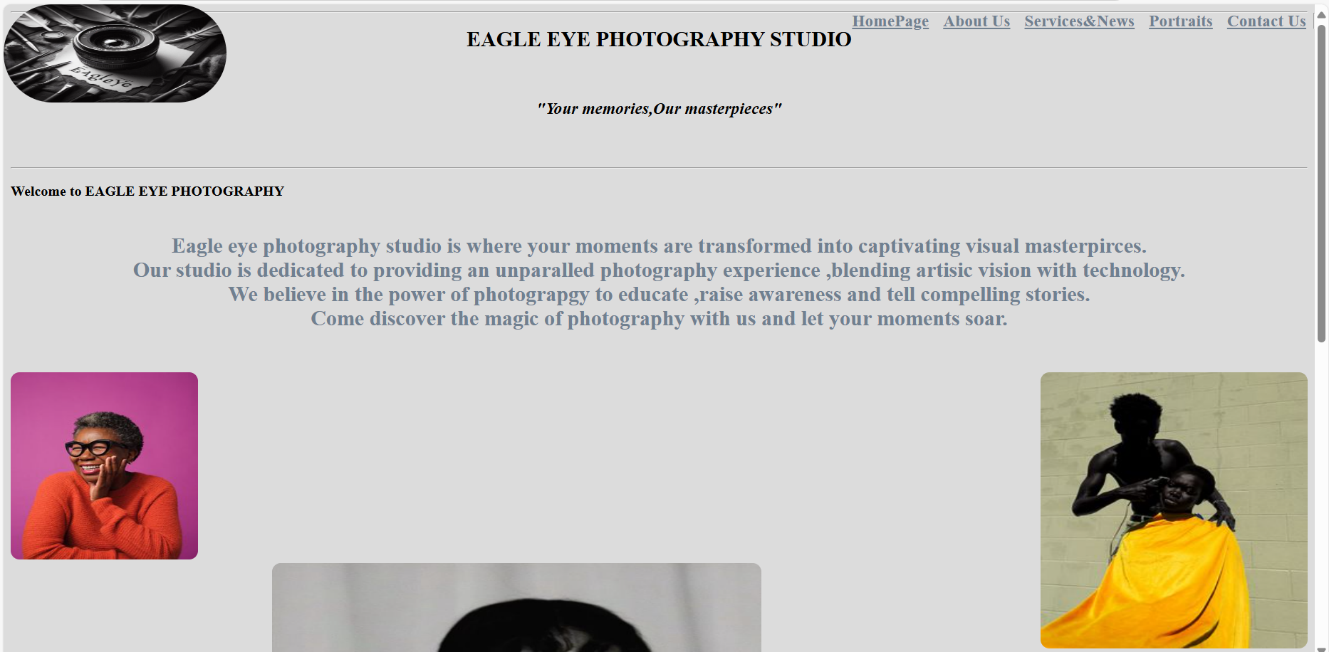 Eagleye
HomePage About Us Services&News Portraits Contact Us
EAGLE EYE PHOTOGRAPHY STUDIO
"Your memories,Our masterpieces"
Welcome to EAGLE EYE PHOTOGRAPHY
Eagle eye photography studio is where your moments are transformed into captivating visual masterpirces.
Our studio is dedicated to providing an unparalled photography experience ,blending artisic vision with technology.
We believe in the power of photograpgy to educate ,raise awareness and tell compelling stories.
Come discover the magic of photography with us and let your moments soar.